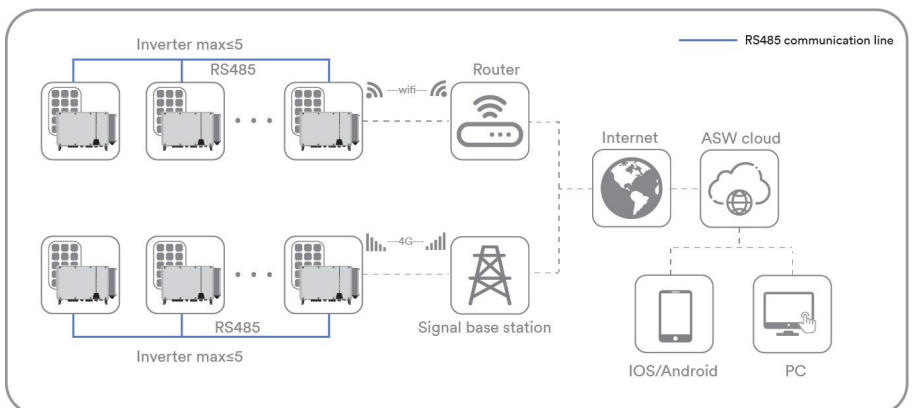 Inverter max≤5
RS485 communication line
RS485
Router
---wifi---
Internet
ASW cloud
---4G---
RS485
Signal base station
Inverter max≤5
IOS/Android
PC